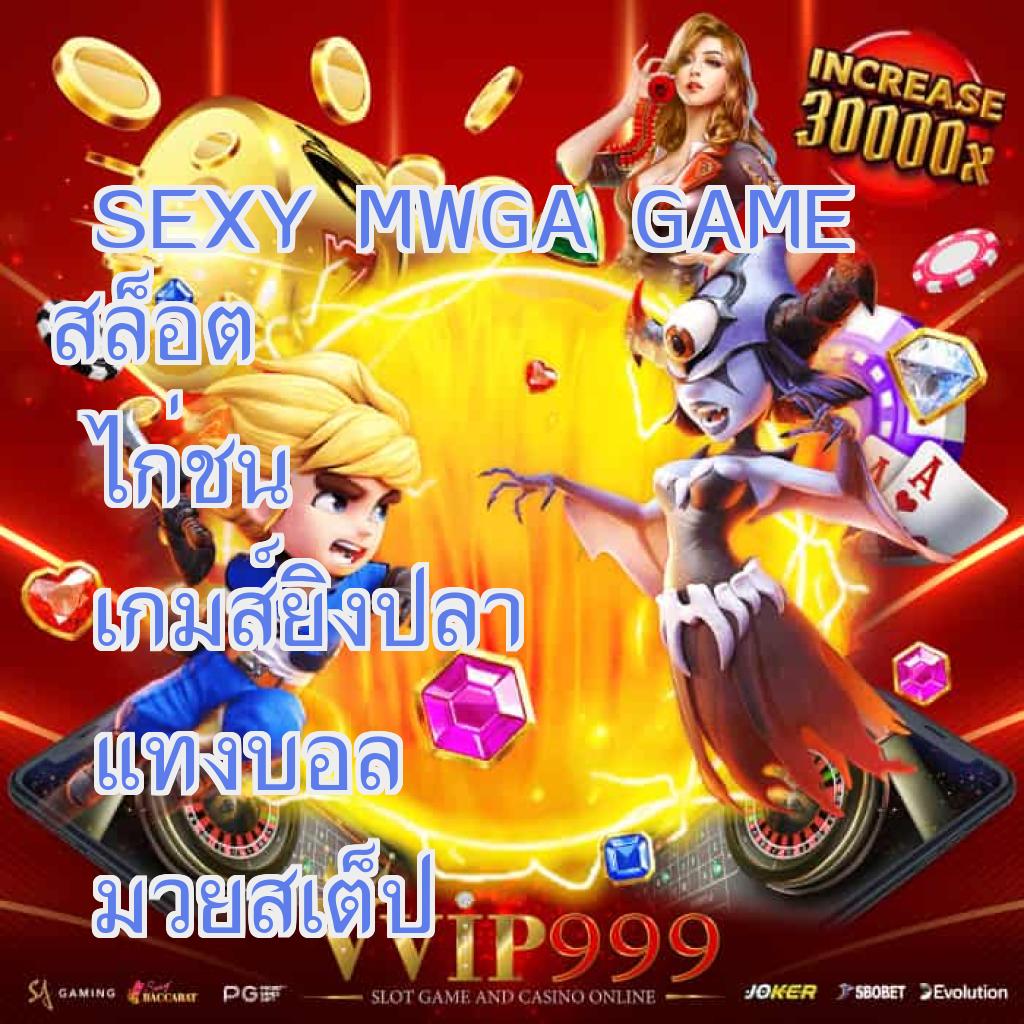 INCREASE
30000x
SEXY MWGA GAME
สล็อต
ไก่ชน
เกมส์ยิงปลา
แทงบอล
มวยสเต็ป
VVIP999
SLOT GAME AND CASINO ONLINE
SA GAMING Sexy BACCARAT PG JOKER SBOBET Evolution
A
A